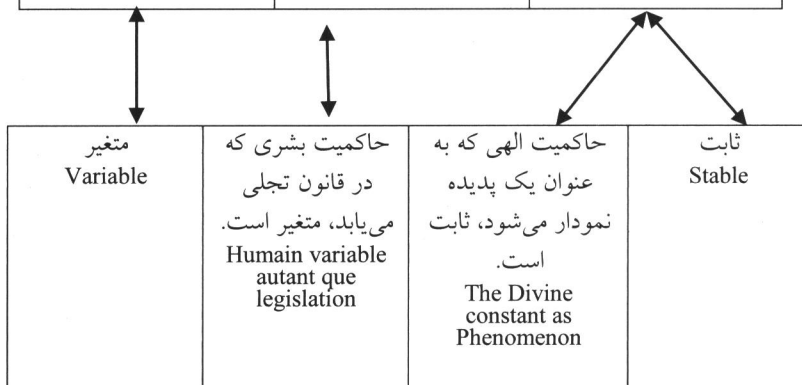 ثابت
Stable
حاکمیت الهی که به
عنوان یک پدیده
نمودار می‌شود، ثابت
است.
The Divine
constant as
Phenomenon
حاکمیت بشری که
در قانون تجلی
می‌یابد، متغیر است.
Humain variable
autant que
legislation
متغیر
Variable